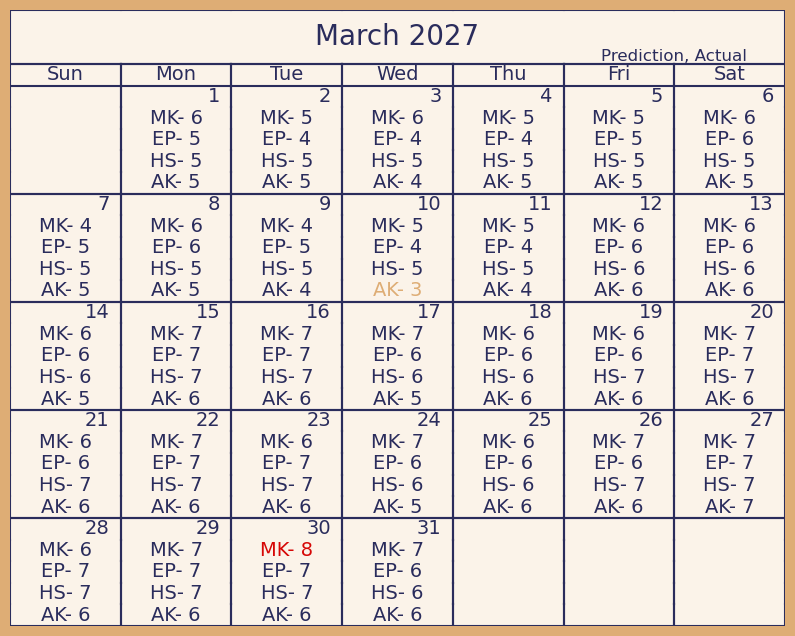 March 2027
Prediction, Actual
Sun Mon Tue Wed Thu Fri Sat
1 2 3 4 5 6
MK- 6 MK- 5 MK- 6 MK- 5 MK- 5 MK- 6
EP- 5 EP- 4 EP- 4 EP- 4 EP- 5 EP- 6
HS- 5 HS- 5 HS- 5 HS- 5 HS- 5 HS- 5
AK- 5 AK- 5 AK- 4 AK- 5 AK- 5 AK- 5
7 8 9 10 11 12 13
MK- 4 MK- 6 MK- 4 MK- 5 MK- 5 MK- 6 MK- 6
EP- 5 EP- 6 EP- 5 EP- 4 EP- 4 EP- 6 EP- 6
HS- 5 HS- 5 HS- 5 HS- 5 HS- 5 HS- 6 HS- 6
AK- 5 AK- 5 AK- 4 AK- 3 AK- 4 AK- 6 AK- 6
14 15 16 17 18 19 20
MK- 6 MK- 7 MK- 7 MK- 7 MK- 6 MK- 6 MK- 7
EP- 6 EP- 7 EP- 7 EP- 6 EP- 6 EP- 6 EP- 7
HS- 6 HS- 7 HS- 7 HS- 6 HS- 6 HS- 7 HS- 7
AK- 5 AK- 6 AK- 6 AK- 5 AK- 6 AK- 6 AK- 6
21 22 23 24 25 26 27
MK- 6 MK- 7 MK- 6 MK- 7 MK- 6 MK- 7 MK- 7
EP- 6 EP- 7 EP- 7 EP- 6 EP- 6 EP- 6 EP- 7
HS- 7 HS- 7 HS- 7 HS- 6 HS- 6 HS- 7 HS- 7
AK- 6 AK- 6 AK- 6 AK- 5 AK- 6 AK- 6 AK- 7
28 29 30 31
MK- 6 MK- 7 MK- 8 MK- 7
EP- 7 EP- 7 EP- 7 EP- 6
HS- 7 HS- 7 HS- 7 HS- 6
AK- 6 AK- 6 AK- 6 AK- 6